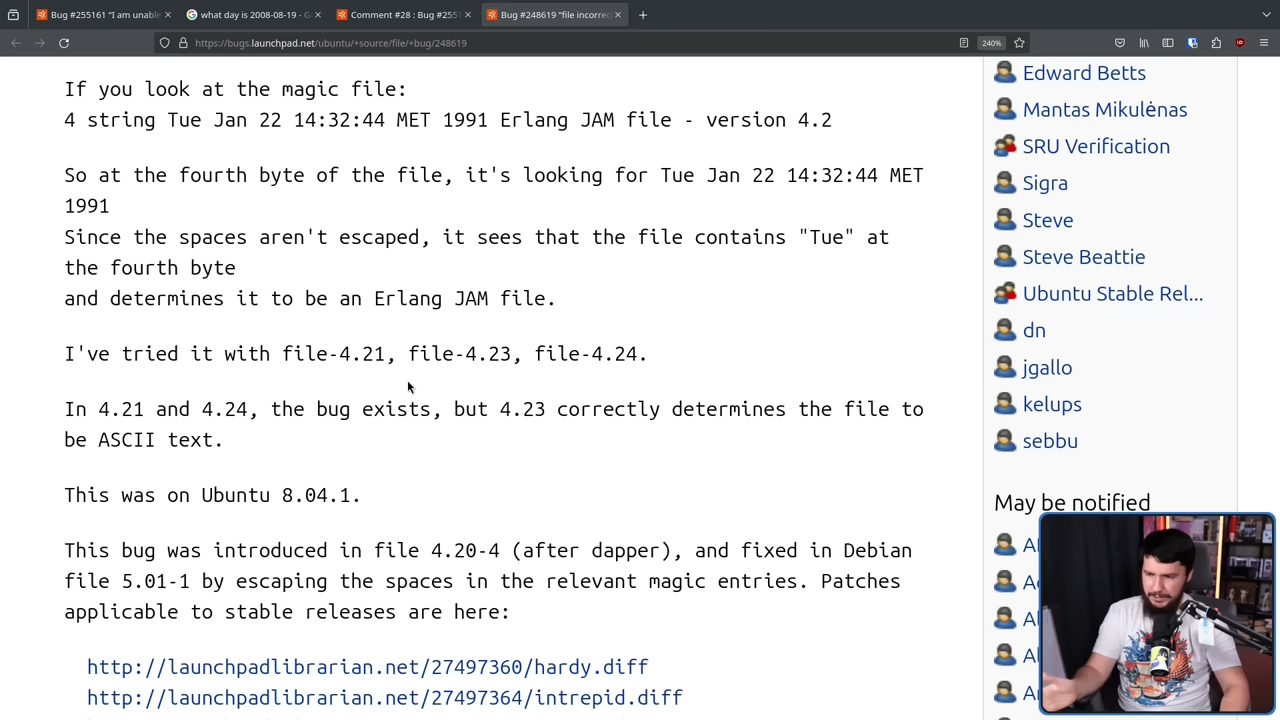 Bug #255161 "I am unable
what day is 2008-08-19 - G
Comment #28 : Bug #2551
Bug #248619 "file incorrec
https://bugs.launchpad.net/ubuntu/+source/file/+bug/248619
240%
If you look at the magic file:
4 string Tue Jan 22 14:32:44 MET 1991 Erlang JAM file - version 4.2
So at the fourth byte of the file, it's looking for Tue Jan 22 14:32:44 MET
1991
Since the spaces aren't escaped, it sees that the file contains "Tue" at
the fourth byte
and determines it to be an Erlang JAM file.
I've tried it with file-4.21, file-4.23, file-4.24.
In 4.21 and 4.24, the bug exists, but 4.23 correctly determines the file to
be ASCII text.
This was on Ubuntu 8.04.1.
This bug was introduced in file 4.20-4 (after dapper), and fixed in Debian
file 5.01-1 by escaping the spaces in the relevant magic entries. Patches
applicable to stable releases are here:
http://launchpadlibrarian.net/27497360/hardy.diff
http://launchpadlibrarian.net/27497364/intrepid.diff
Edward Betts
Mantas Mikulėnas
SRU Verification
Sigra
Steve
Steve Beattie
Ubuntu Stable Rel...
dn
jgallo
kelups
sebbu
May be notified